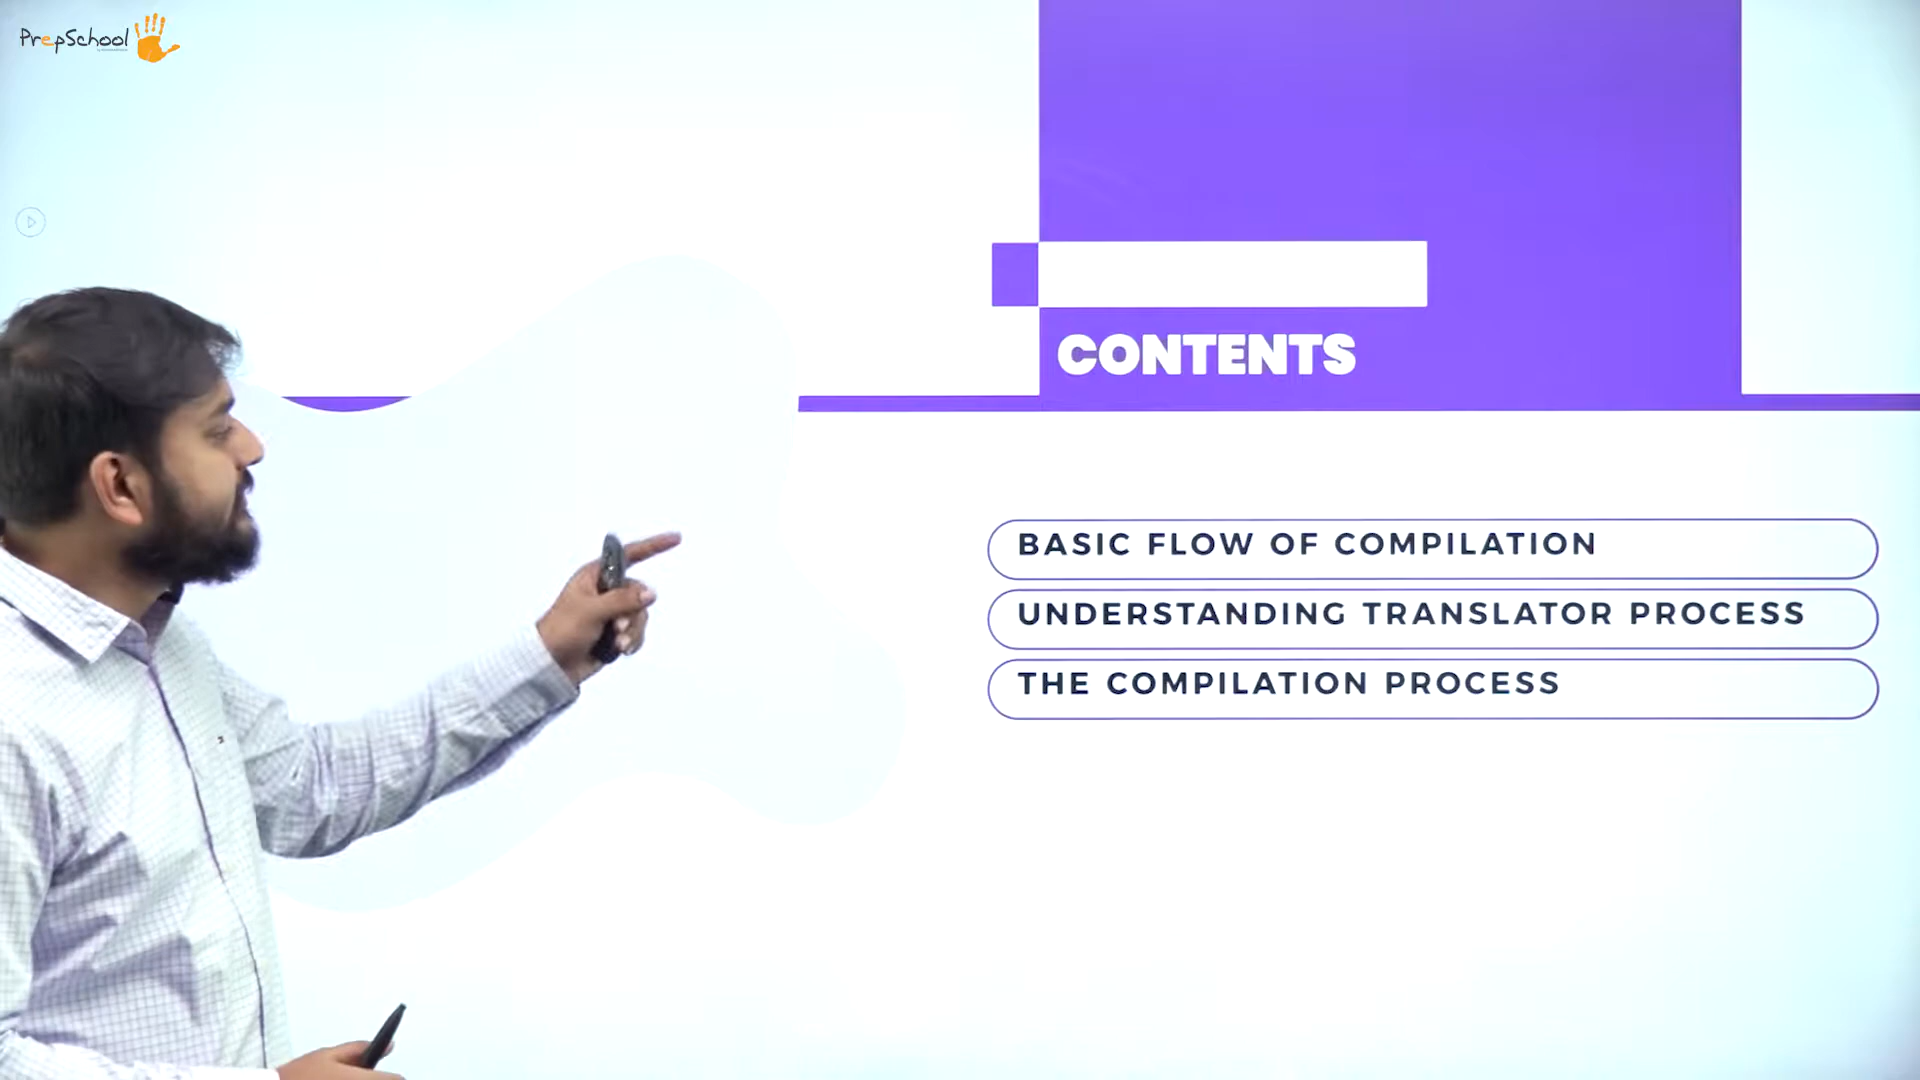 PrepSchool
CONTENTS
BASIC FLOW OF COMPILATION
UNDERSTANDING TRANSLATOR PROCESS
THE COMPILATION PROCESS